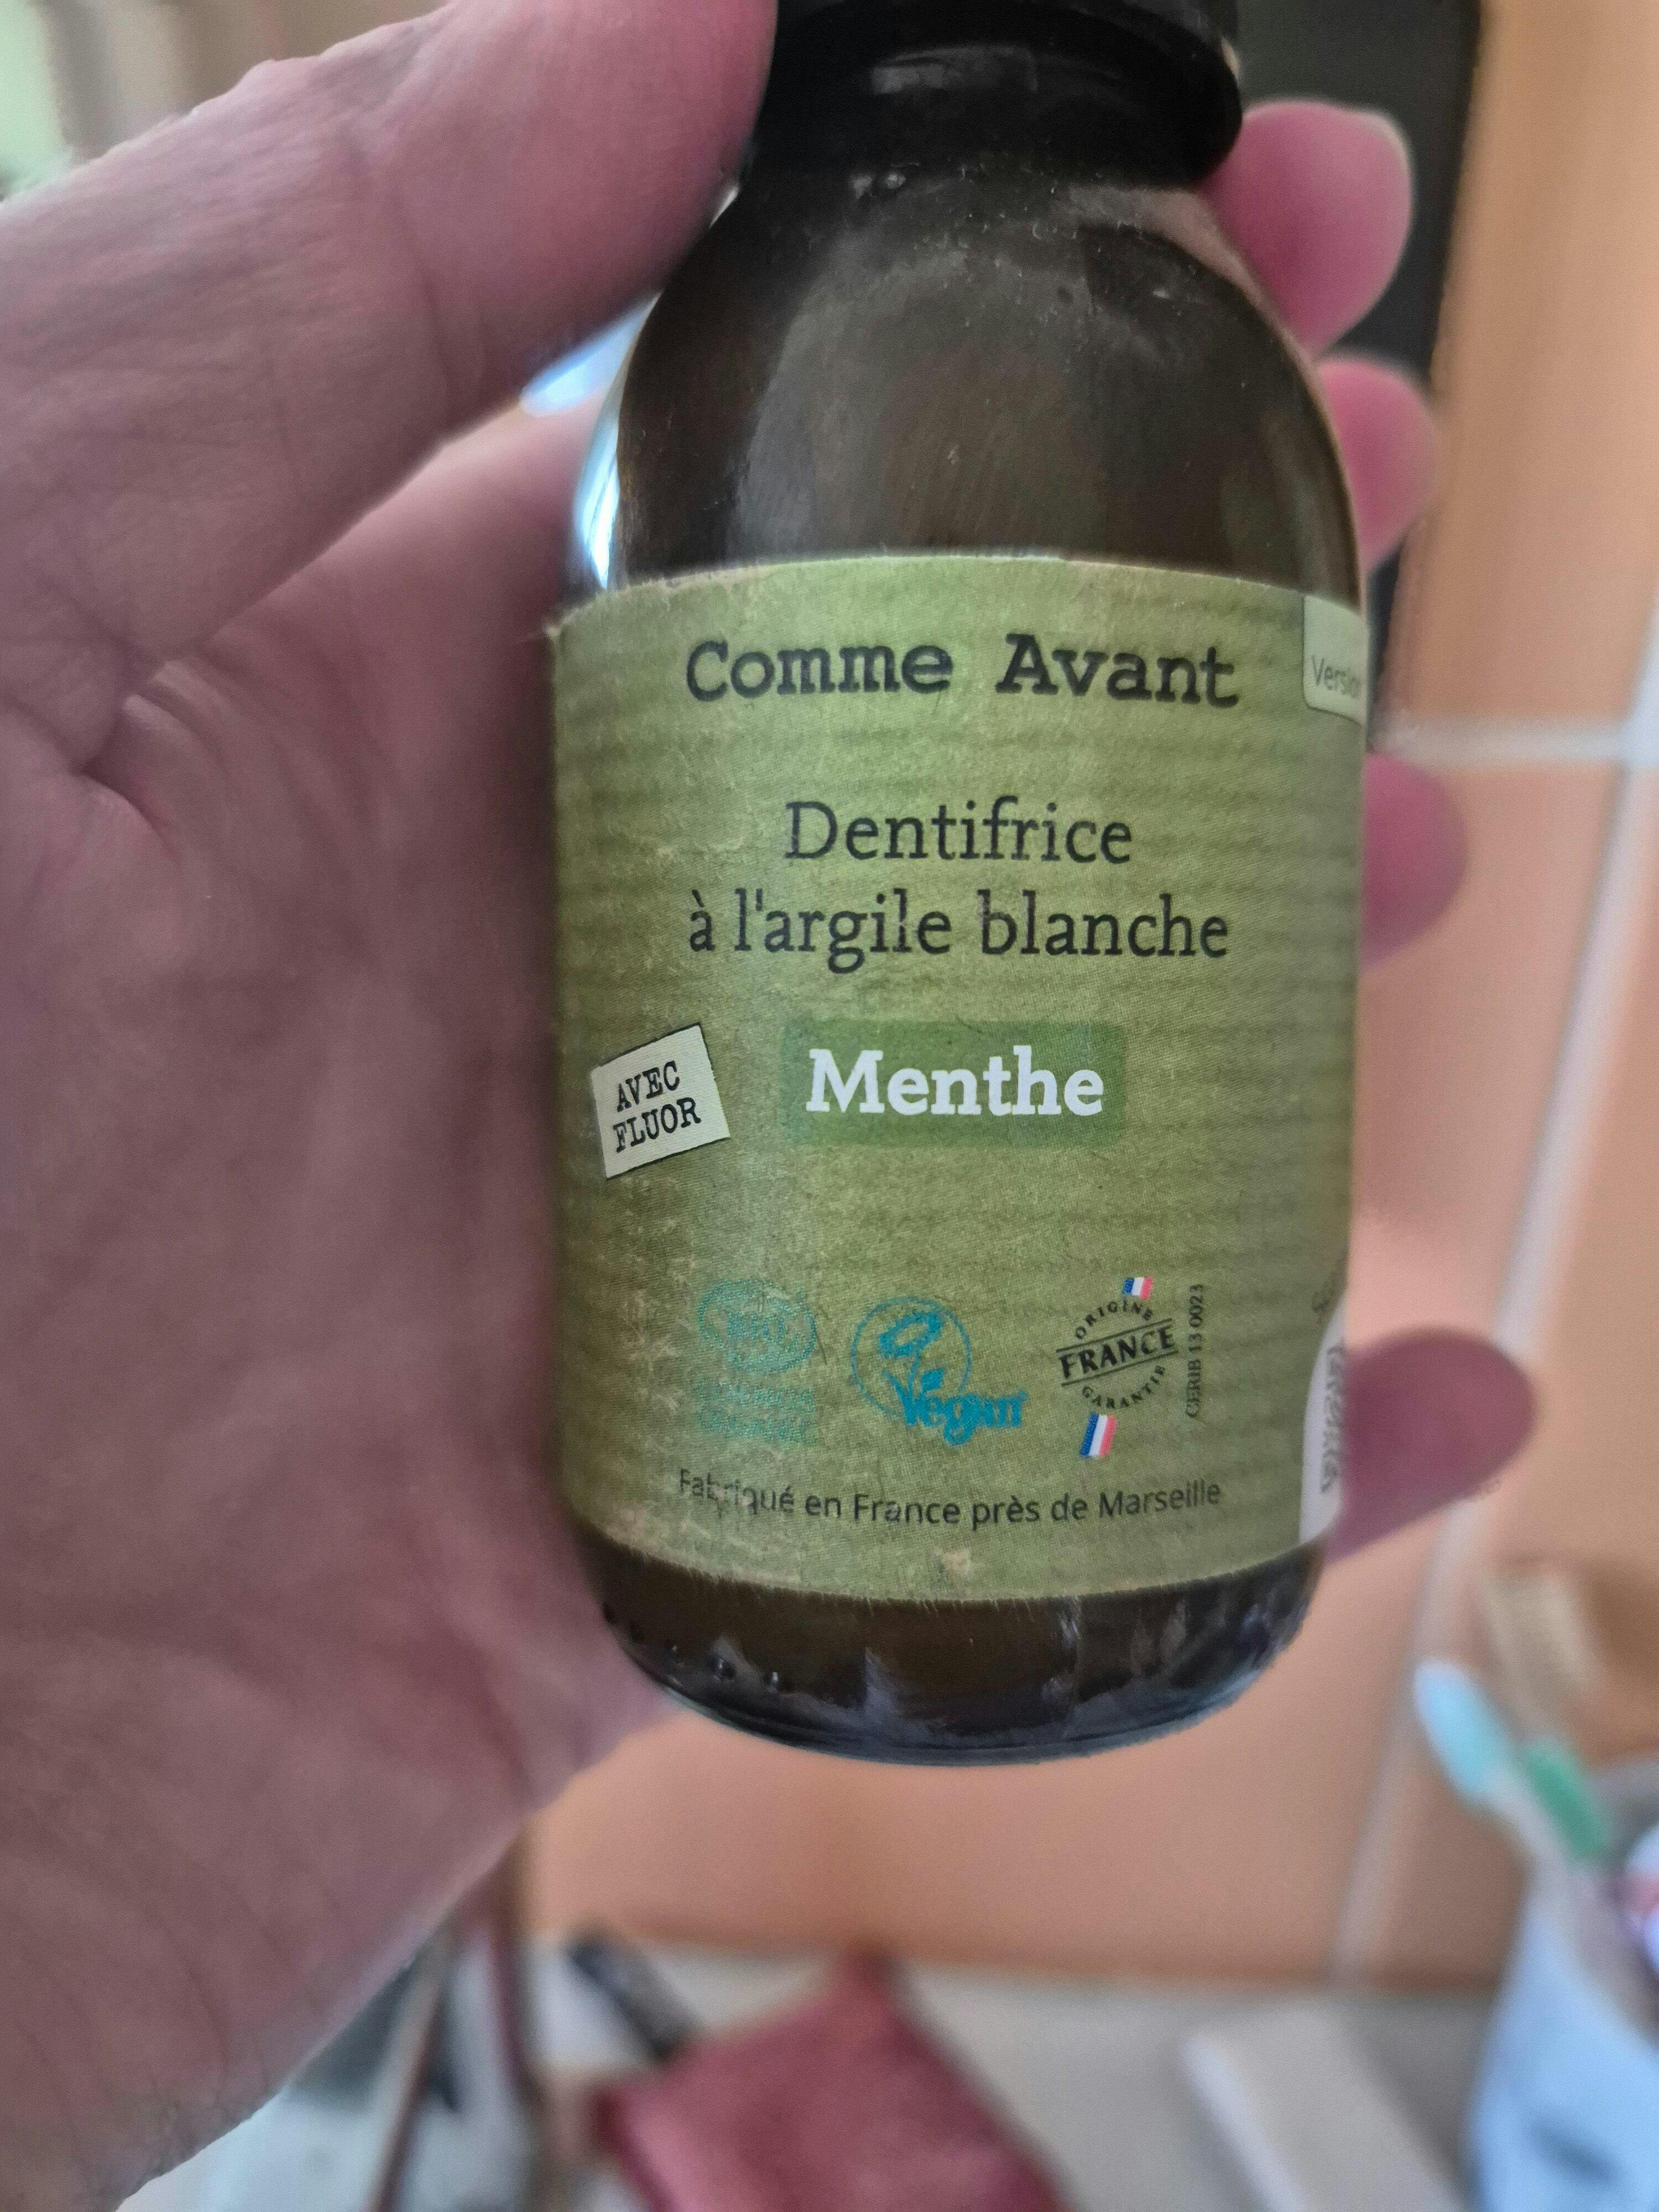 Comme Avant
Dentifrice
à l'argile blanche
AVEC
FLUOR
Menthe
BIO
Vegan
ORIGINE
FRANCE
GARANTIE
CERIB 13 0023
Fabriqué en France près de Marseille